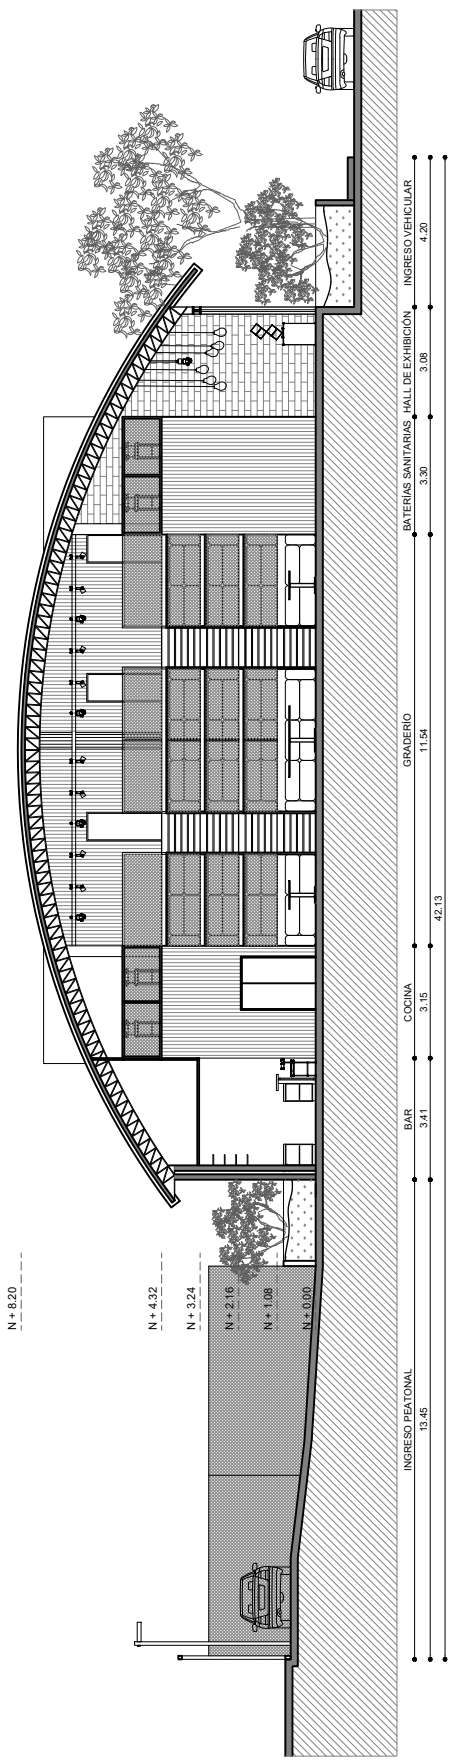 N + 8.20
N + 4.32
N + 3.24
N + 2.16
N + 1.08
N + 0.00
INGRESO PEATONAL
BAR
COCINA
GRADERÍO
BATERÍAS SANITARIAS
HALL DE EXHIBICIÓN
INGRESO VEHICULAR
13.45
3.41
3.15
11.54
3.30
3.08
4.20
42.13